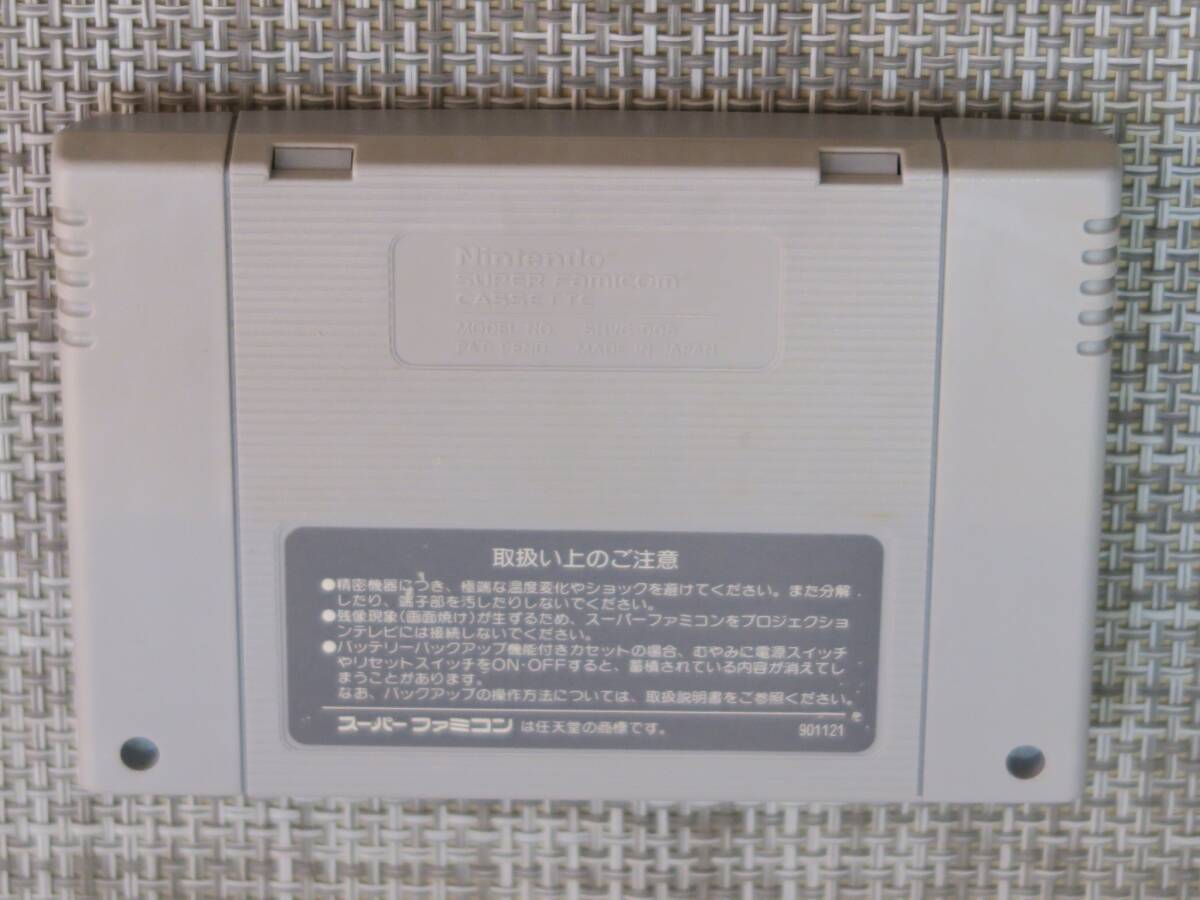 Nintendo
SUPER Famicom
CASSETTE
MODEL NO. SHVC-005
PAT. PEND. MADE IN JAPAN
取扱い上のご注意
●精密機器につき、極端な温度変化やショックを避けてください。また分解
したり、端子部を汚したりしないでください。
●残像現象(画面焼け)が生ずるため、スーパーファミコンをプロジェクショ
ンテレビには接続しないでください。
●バッテリーバックアップ機能付きカセットの場合、むやみに電源スイッチ
やリセットスイッチをON・OFFすると、蓄積されている内容が消えてし
まうことがあります。
なお、バックアップの操作方法については、取扱説明書をご参照ください。
スーパーファミコン は任天堂の商標です。 901121